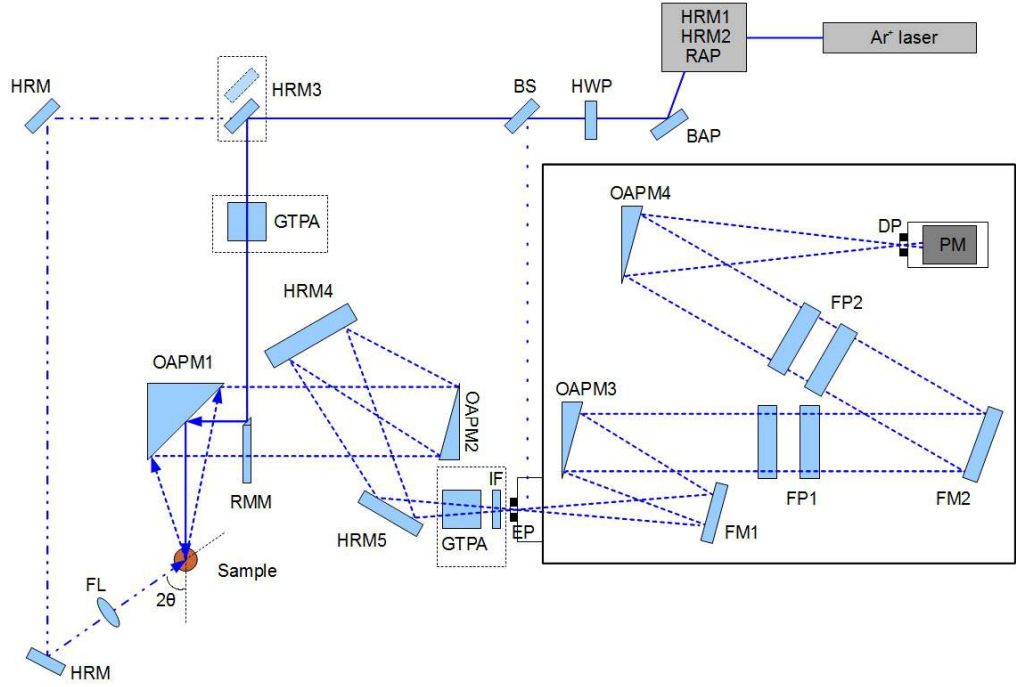 HRM1
HRM2
RAP
Ar⁺ laser
HRM
HRM3
BS
HWP
BAP
OAPM4
DP
PM
GTPA
HRM4
FP2
OAPM1
OAPM2
OAPM3
RMM
IF
HRM5
GTPA
EP
FM1
FP1
FM2
Sample
FL
2θ
HRM